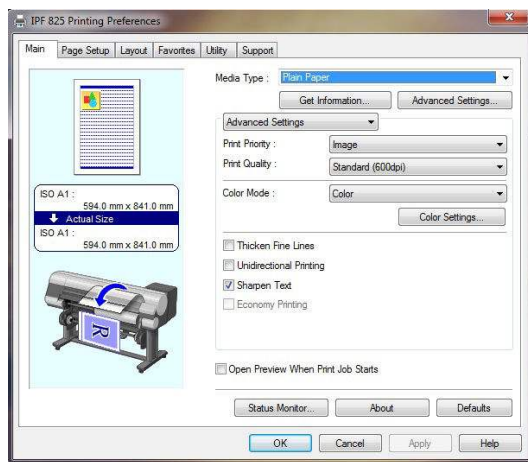 IPF 825 Printing Preferences
Main Page Setup Layout Favorites Utility Support
Media Type : Plain Paper
Get Information... Advanced Settings...
Advanced Settings
Print Priority : Image
Print Quality : Standard (600dpi)
ISO A1 :
594.0 mm x 841.0 mm
Actual Size
ISO A1 :
594.0 mm x 841.0 mm
Color Mode : Color
Color Settings...
Thicken Fine Lines
Unidirectional Printing
Sharpen Text
Economy Printing
R
Open Preview When Print Job Starts
Status Monitor... About Defaults
OK Cancel Apply Help